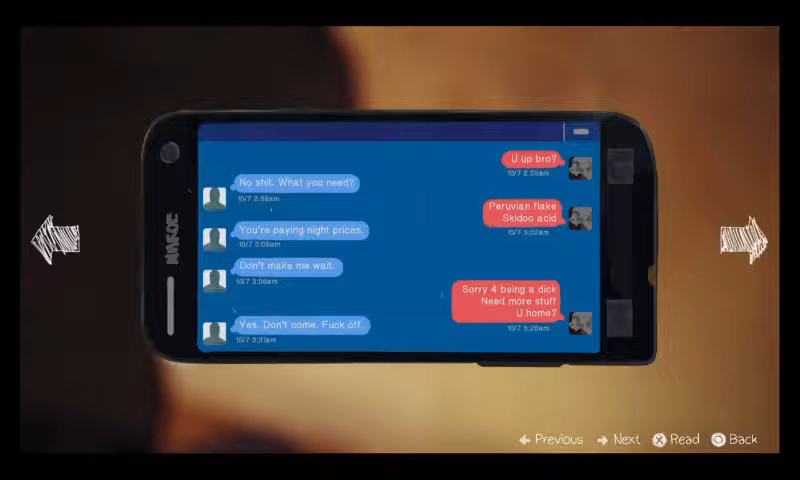 U up bro?
10/7 2:53am
No shit. What you need?
10/7 2:58am
Peruvian flake
Skidoo acid
10/7 3:02am
You're paying night prices.
10/7 3:05am
Don't make me wait.
10/7 3:06am
Sorry 4 being a dick
Need more stuff
U home?
10/7 3:28am
Yes. Don't come. Fuck off
10/7 3:31am
Previous
Next
Read
Back